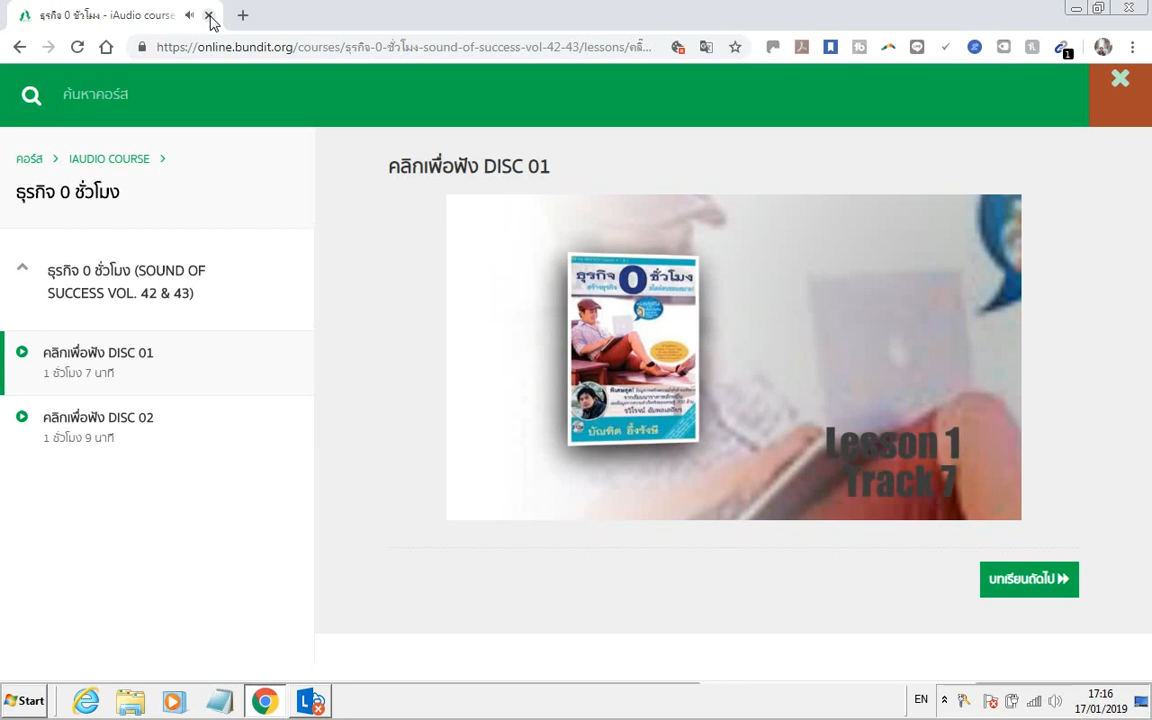 ธุรกิจ 0 ชั่วโมง - iAudio course
https://online.bundit.org/courses/ธุรกิจ-0-ชั่วโมง-sound-of-success-vol-42-43/lessons/คลิ๊...
1
ค้นหาคอร์ส
คอร์ส > IAUDIO COURSE >
ธุรกิจ 0 ชั่วโมง
ธุรกิจ 0 ชั่วโมง (SOUND OF
SUCCESS VOL. 42 & 43)
คลิกเพื่อฟัง DISC 01
1 ชั่วโมง 7 นาที
คลิกเพื่อฟัง DISC 02
1 ชั่วโมง 9 นาที
คลิกเพื่อฟัง DISC 01
ธุรกิจ 0 ชั่วโมง
บัณฑิต อึ้งรังษี
Lesson 1
Track 7
บทเรียนถัดไป
Start
EN
17:16
17/01/2019